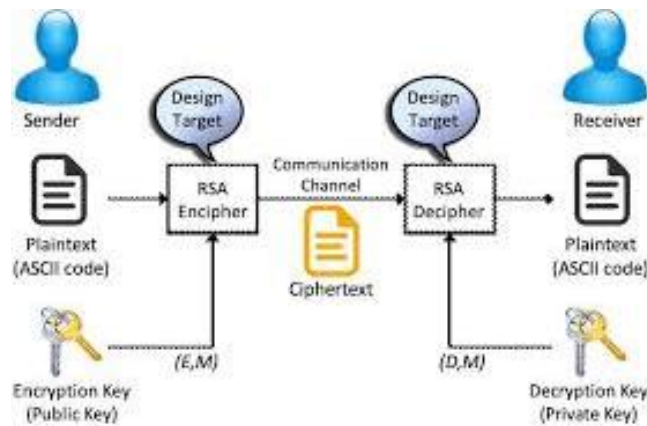 Design
Target
Design
Target
Sender
Receiver
Communication
Channel
RSA
Encipher
RSA
Decipher
Plaintext
(ASCII code)
Ciphertext
Plaintext
(ASCII code)
(E,M)
(D,M)
Encryption Key
(Public Key)
Decryption Key
(Private Key)